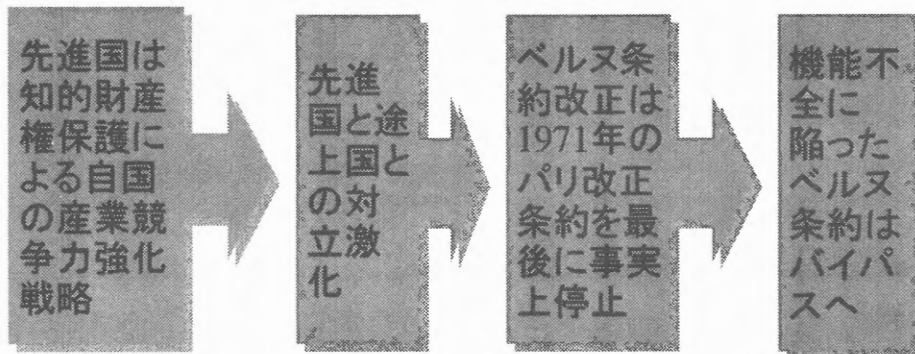 先進国は
知的財産
権保護に
よる自国
の産業競
争力強化
戦略
先進
国と途
上国と
の対
立激
化
ベルヌ条
約改正は
1971年の
パリ改正
条約を最
後に事実
上停止
機能不
全に
陥った
ベルヌ
条約は
バイパ
スへ